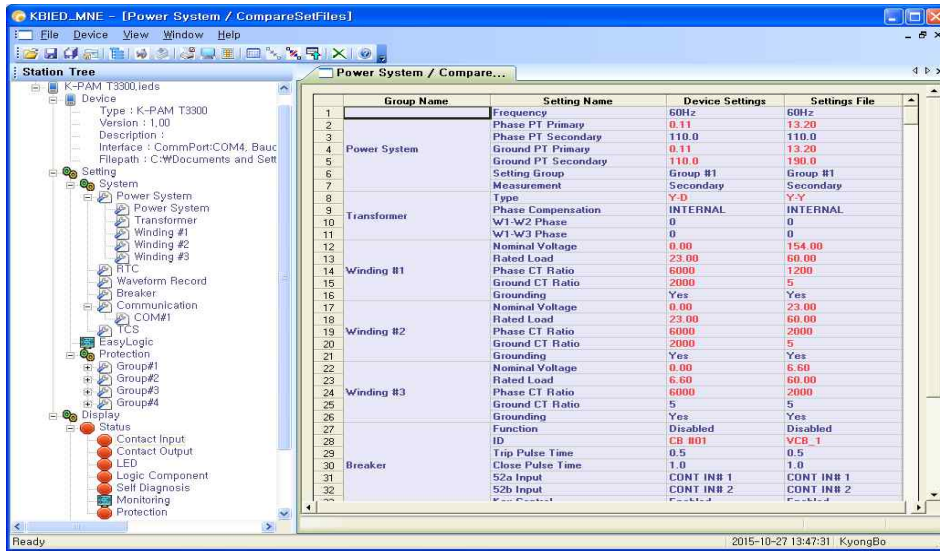 KBIED_MNE - [Power System / CompareSetFiles]
File Device View Window Help
Station Tree
Power System / Compare...
K-PAM T3300.ieds
Device
Type : K-PAM T3300
Version : 1,00
Description :
Interface : CommPort:COM4, Bauc
Filepath : C:₩Documents and Sett
Setting
System
Power System
Power System
Transformer
Winding #1
Winding #2
Winding #3
RTC
Waveform Record
Breaker
Communication
COM#1
TCS
EasyLogic
Protection
Group#1
Group#2
Group#3
Group#4
Display
Status
Contact Input
Contact Output
LED
Logic Component
Self Diagnosis
Monitoring
Protection
Group Name Setting Name Device Settings Settings File
1 Frequency 60Hz 60Hz
2 Phase PT Primary 0.11 13.20
3 Phase PT Secondary 110.0 110.0
4 Power System Ground PT Primary 0.11 13.20
5 Ground PT Secondary 110.0 190.0
6 Setting Group Group #1 Group #1
7 Measurement Secondary Secondary
8 Type Y-D Y-Y
9 Transformer Phase Compensation INTERNAL INTERNAL
10 W1-W2 Phase 0 0
11 W1-W3 Phase 0 0
12 Nominal Voltage 0.00 154.00
13 Rated Load 23.00 60.00
14 Winding #1 Phase CT Ratio 6000 1200
15 Ground CT Ratio 2000 5
16 Grounding Yes Yes
17 Nominal Voltage 0.00 23.00
18 Rated Load 23.00 60.00
19 Winding #2 Phase CT Ratio 6000 2000
20 Ground CT Ratio 2000 5
21 Grounding Yes Yes
22 Nominal Voltage 0.00 6.60
23 Rated Load 6.60 60.00
24 Winding #3 Phase CT Ratio 6000 2000
25 Ground CT Ratio 5 5
26 Grounding Yes Yes
27 Function Disabled Disabled
28 ID CB #01 VCB_1
29 Trip Pulse Time 0.5 0.5
30 Breaker Close Pulse Time 1.0 1.0
31 52a Input CONT IN# 1 CONT IN# 1
32 52b Input CONT IN# 2 CONT IN# 2
Ready 2015-10-27 13:47:31 KyongBo